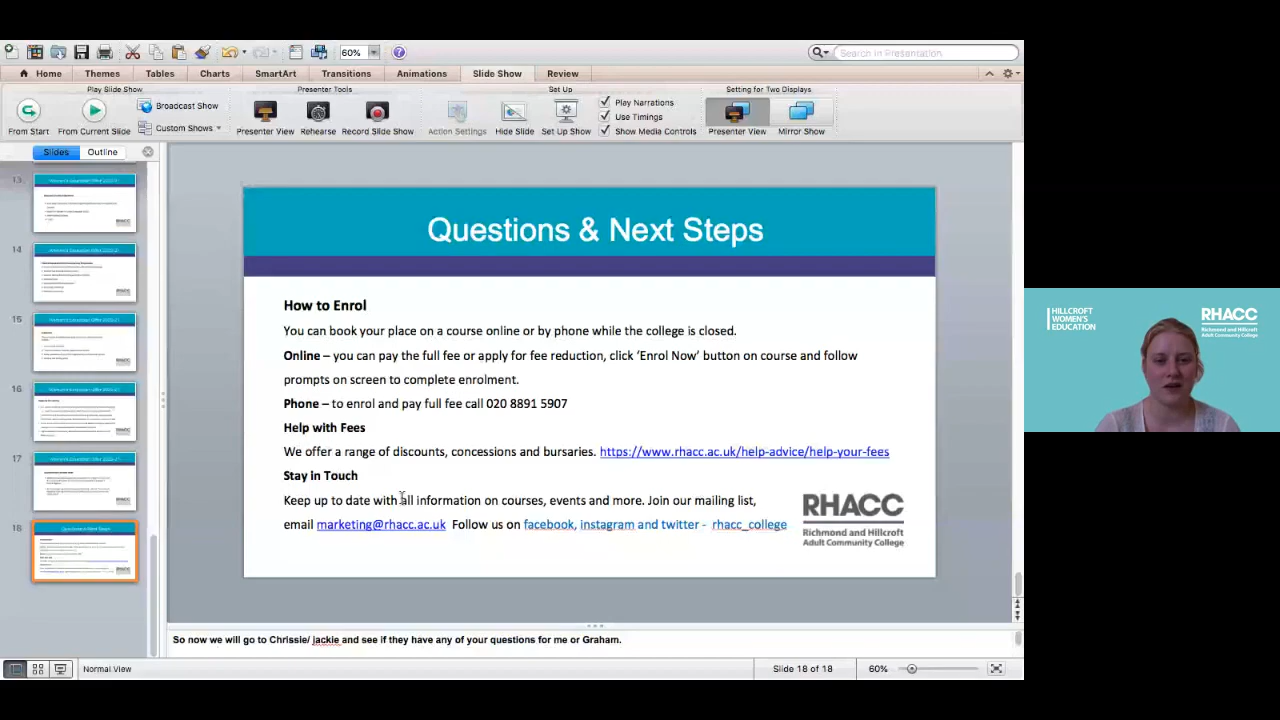 60%
Search in Presentation
Home
Themes
Tables
Charts
SmartArt
Transitions
Animations
Slide Show
Review
Play Slide Show
Presenter Tools
Set Up
Setting for Two Displays
From Start
From Current Slide
Broadcast Show
Custom Shows
Presenter View
Rehearse
Record Slide Show
Action Settings
Hide Slide
Set Up Show
Play Narrations
Use Timings
Show Media Controls
Presenter View
Mirror Show
Slides
Outline
13
14
15
16
17
18
Questions & Next Steps
How to Enrol
You can book your place on a course online or by phone while the college is closed.
Online – you can pay the full fee or apply for fee reduction, click ‘Enrol Now’ button on course and follow
prompts on screen to complete enrolment.
Phone – to enrol and pay full fee call 020 8891 5907
Help with Fees
We offer a range of discounts, concessions and bursaries. https://www.rhacc.ac.uk/help-advice/help-your-fees
Stay in Touch
Keep up to date with all information on courses, events and more. Join our mailing list,
email marketing@rhacc.ac.uk Follow us on facebook, instagram and twitter - rhacc_college
RHACC
Richmond and Hillcroft
Adult Community College
HILLCROFT
WOMEN'S
EDUCATION
RHACC
Richmond and Hillcroft
Adult Community College
So now we will go to Chrissie/ jackie and see if they have any of your questions for me or Graham.
Normal View
Slide 18 of 18
60%